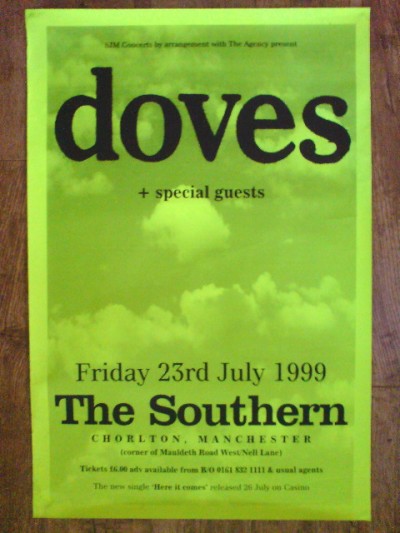 SJM Concerts by arrangement with The Agency present
doves
+ special guests
Friday 23rd July 1999
The Southern
CHORLTON, MANCHESTER
(corner of Mauldeth Road West/Nell Lane)
Tickets £6.00 adv available from B/O 0161 832 1111 & usual agents
The new single 'Here it comes' released 26 July on Casino